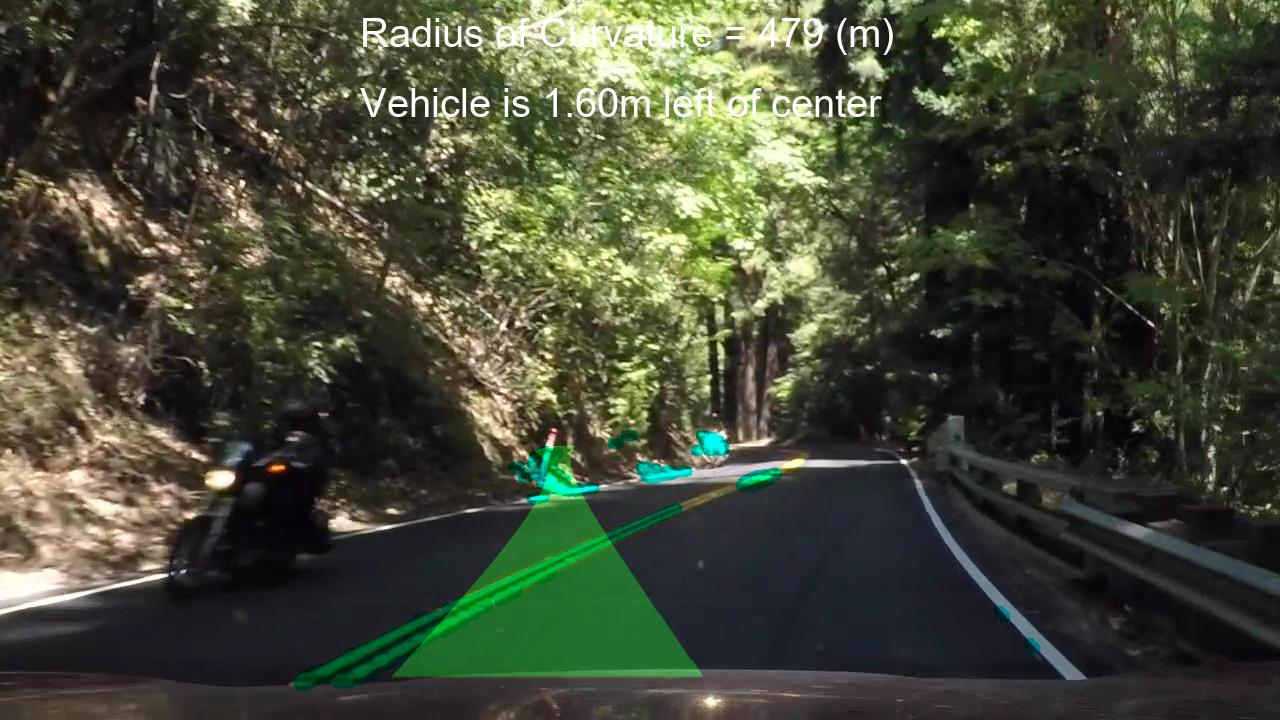 Radius of Curvature = 479 (m)
Vehicle is 1.60m left of center